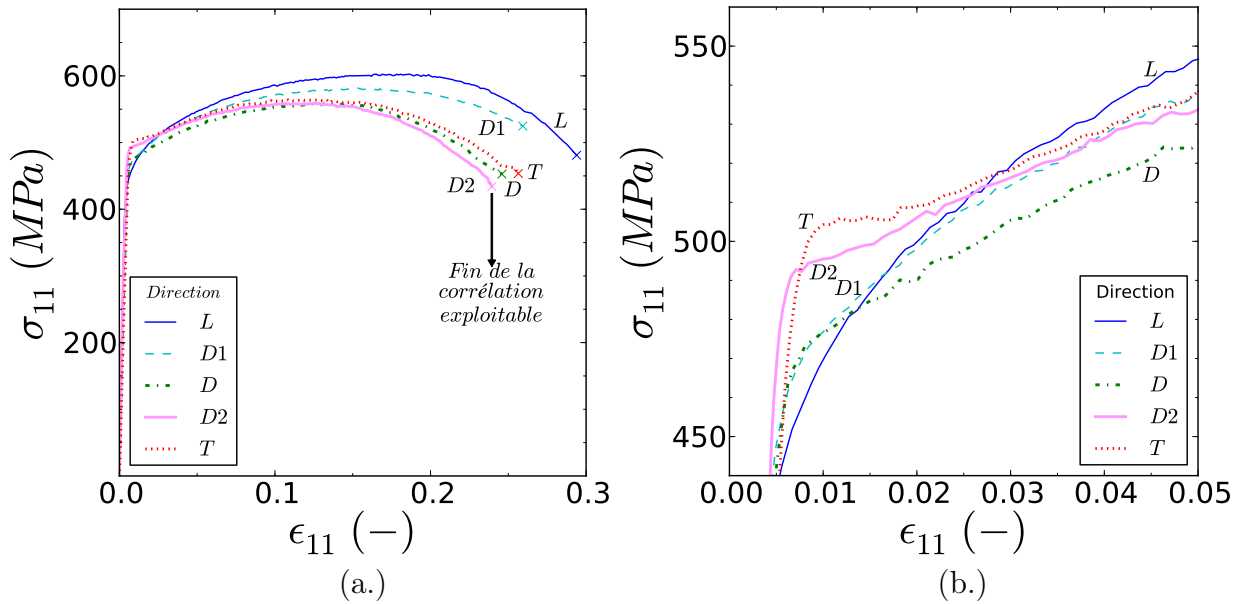 600
400
200
σ₁₁ (MPa)
L
D1
D2
D
T
Fin de la
corrélation
exploitable
Direction
L
D1
D
D2
T
0.0
0.1
0.2
0.3
ϵ₁₁ (−)
(a.)
550
500
450
σ₁₁ (MPa)
L
D
T
D2
D1
Direction
L
D1
D
D2
T
0.00
0.01
0.02
0.03
0.04
0.05
ϵ₁₁ (−)
(b.)